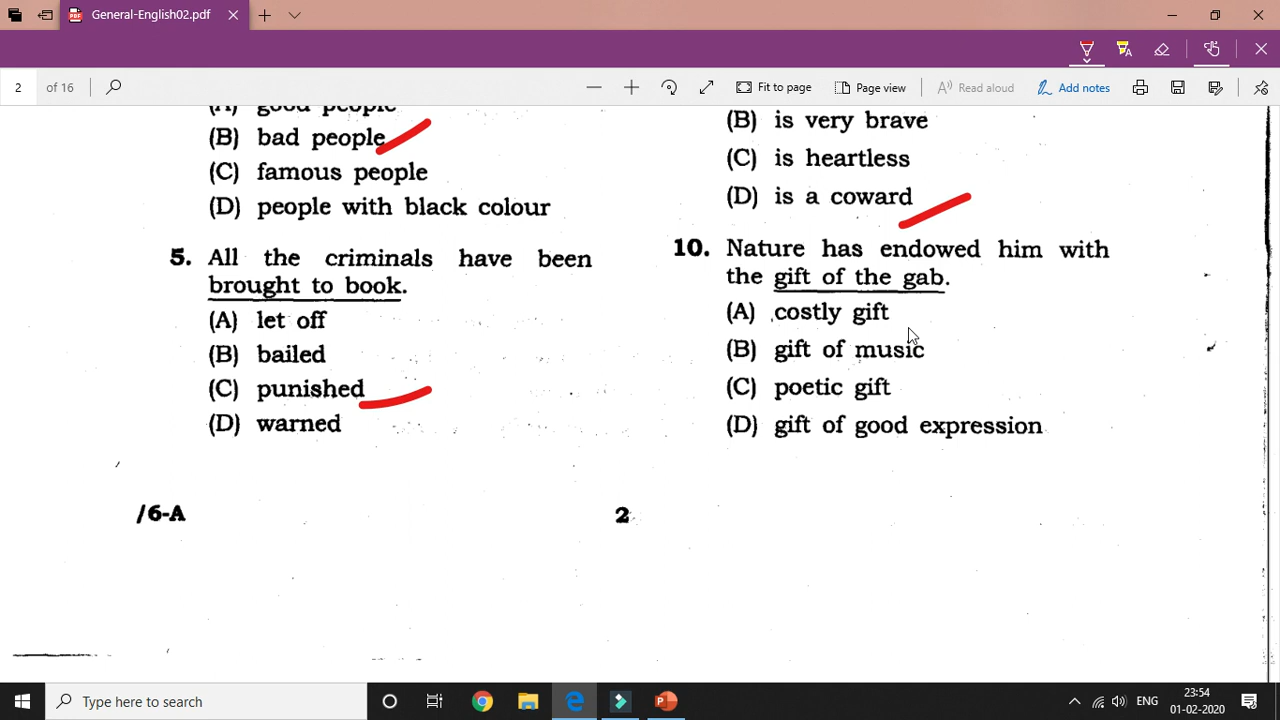 General-English02.pdf
2 of 16
Fit to page
Page view
Read aloud
Add notes
(A) good people
(B) bad people
(C) famous people
(D) people with black colour
5. All the criminals have been
brought to book.
(A) let off
(B) bailed
(C) punished
(D) warned
(B) is very brave
(C) is heartless
(D) is a coward
10. Nature has endowed him with
the gift of the gab.
(A) costly gift
(B) gift of music
(C) poetic gift
(D) gift of good expression
/6-A
2
Type here to search
ENG
23:54
01-02-2020